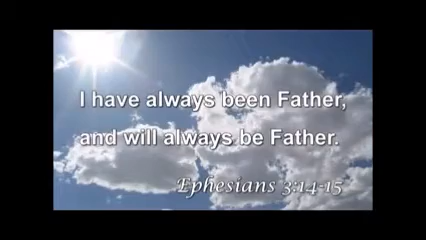 I have always been Father,
and will always be Father.
Ephesians 3:14-15